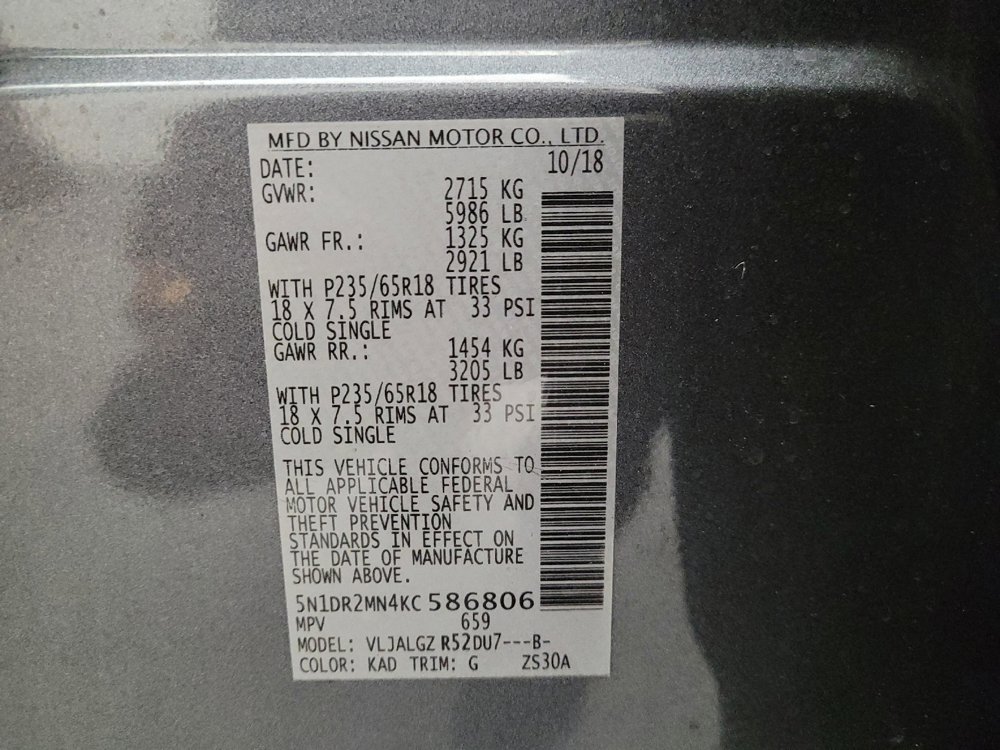 MFD BY NISSAN MOTOR CO., LTD.
DATE: 10/18
GVWR: 2715 KG
5986 LB
GAWR FR.: 1325 KG
2921 LB
WITH P235/65R18 TIRES
18 X 7.5 RIMS AT 33 PSI
COLD SINGLE
GAWR RR.: 1454 KG
3205 LB
WITH P235/65R18 TIRES
18 X 7.5 RIMS AT 33 PSI
COLD SINGLE
THIS VEHICLE CONFORMS TO
ALL APPLICABLE FEDERAL
MOTOR VEHICLE SAFETY AND
THEFT PREVENTION
STANDARDS IN EFFECT ON
THE DATE OF MANUFACTURE
SHOWN ABOVE.
5N1DR2MN4KC 586806
MPV 659
MODEL: VLJALGZ R52DU7---B-
COLOR: KAD TRIM: G ZS30A